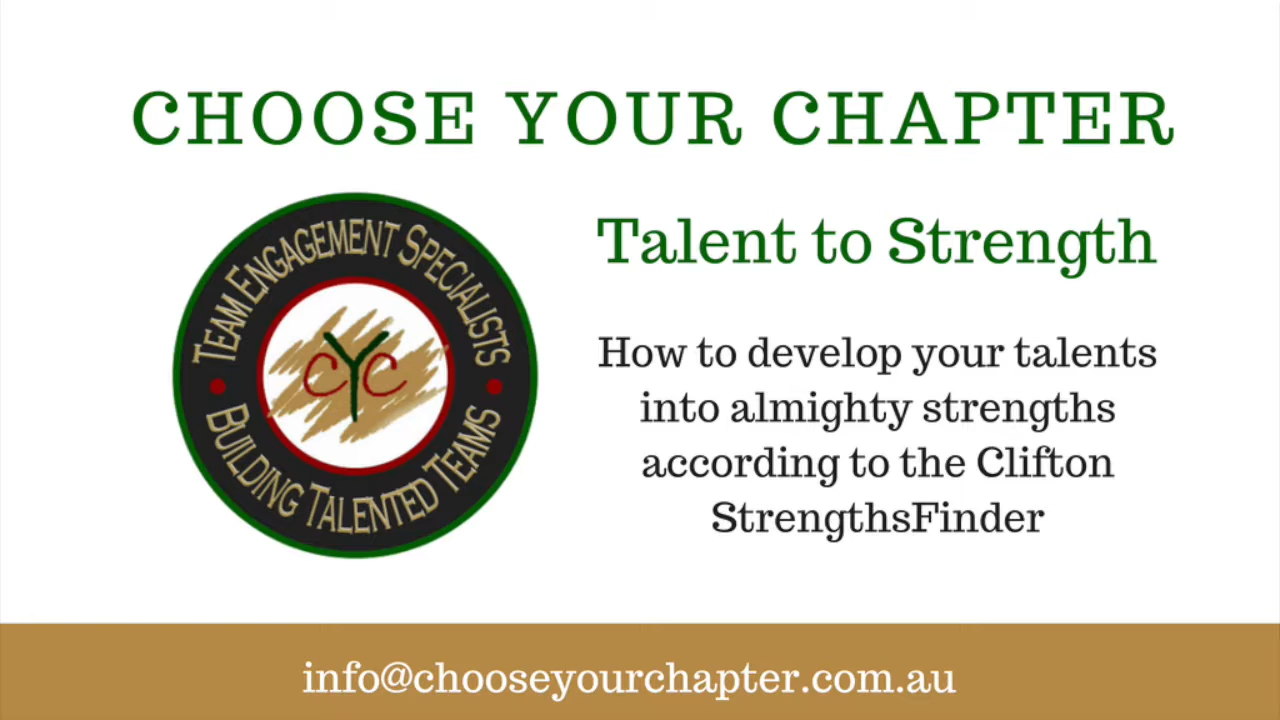 CHOOSE YOUR CHAPTER
TEAM ENGAGEMENT SPECIALISTS
CYC
BUILDING TALENTED TEAMS
Talent to Strength
How to develop your talents
into almighty strengths
according to the Clifton
StrengthsFinder
info@chooseyourchapter.com.au